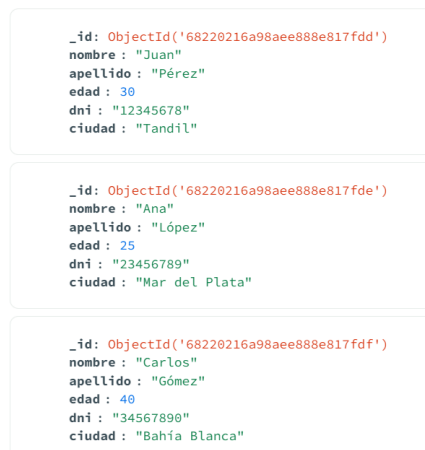 _id: ObjectId('68220216a98aee888e817fdd')
nombre : "Juan"
apellido : "Pérez"
edad : 30
dni : "12345678"
ciudad : "Tandil"
_id: ObjectId('68220216a98aee888e817fde')
nombre : "Ana"
apellido : "López"
edad : 25
dni : "23456789"
ciudad : "Mar del Plata"
_id: ObjectId('68220216a98aee888e817fdf')
nombre : "Carlos"
apellido : "Gómez"
edad : 40
dni : "34567890"
ciudad : "Bahía Blanca"